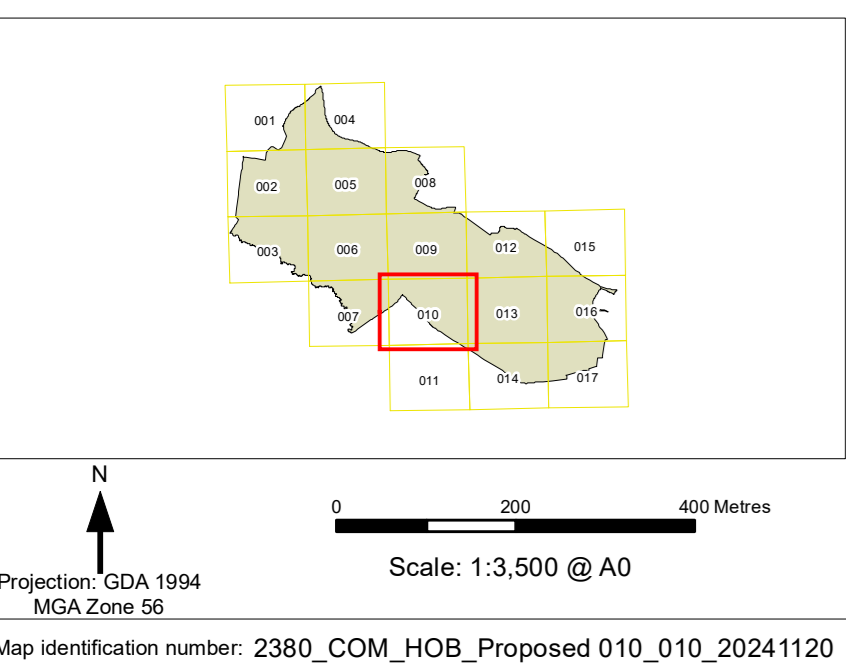 001
004
002
005
008
003
006
009
012
015
007
010
013
016
011
014
017
N
0 200 400 Metres
Scale: 1:3,500 @ A0
Projection: GDA 1994
MGA Zone 56
Map identification number: 2380_COM_HOB_Proposed 010_010_20241120